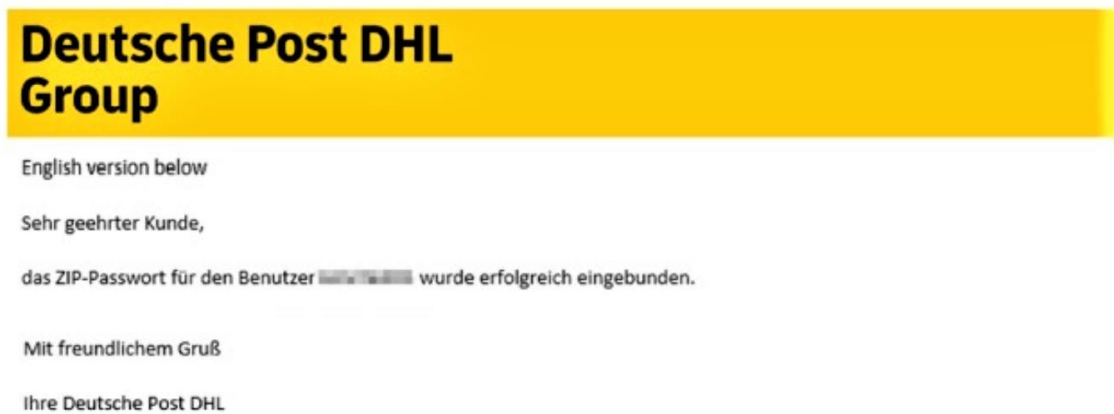 Deutsche Post DHL
Group
English version below
Sehr geehrter Kunde,
das ZIP-Passwort für den Benutzer wurde erfolgreich eingebunden.
Mit freundlichem Gruß
Ihre Deutsche Post DHL